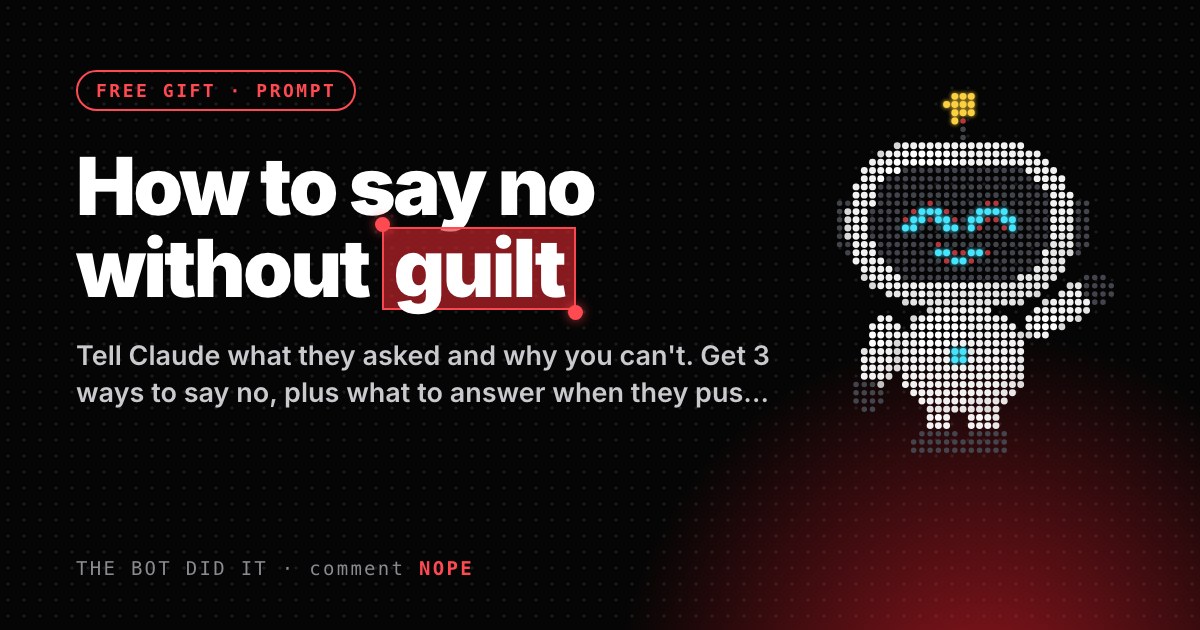 FREE GIFT · PROMPT
How to say no
without guilt
Tell Claude what they asked and why you can't. Get 3
ways to say no, plus what to answer when they pus...
THE BOT DID IT · comment NOPE